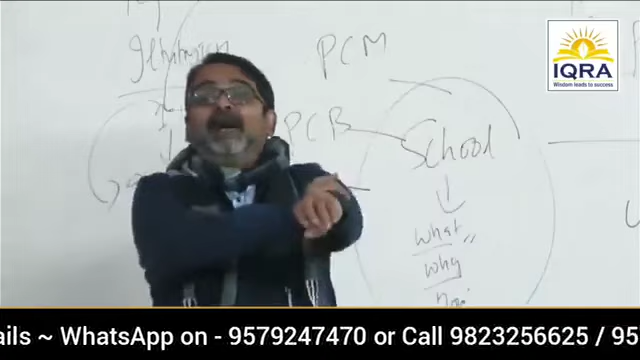 PCM
PCB
School
what
why
IQRA
Wisdom leads to success
ails ~ WhatsApp on - 9579247470 or Call 9823256625 / 95